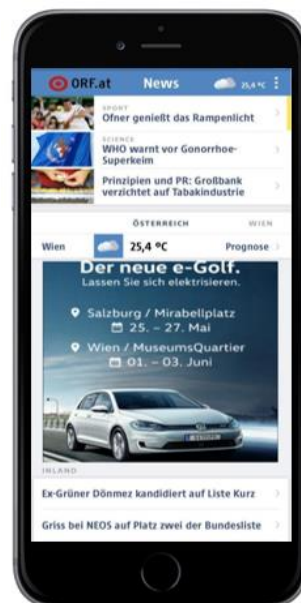 ORF.at News 25,4 °C
SPORT
Ofner genießt das Rampenlicht
SCIENCE
WHO warnt vor Gonorrhoe-
Superkeim
Prinzipien und PR: Großbank
verzichtet auf Tabakindustrie
ÖSTERREICH WIEN
Wien 25,4 °C Prognose
Der neue e-Golf.
Lassen Sie sich elektrisieren.
Salzburg / Mirabellplatz
25. – 27. Mai
Wien / MuseumsQuartier
01. – 03. Juni
INLAND
Ex-Grüner Dönmez kandidiert auf Liste Kurz
Griss bei NEOS auf Platz zwei der Bundesliste